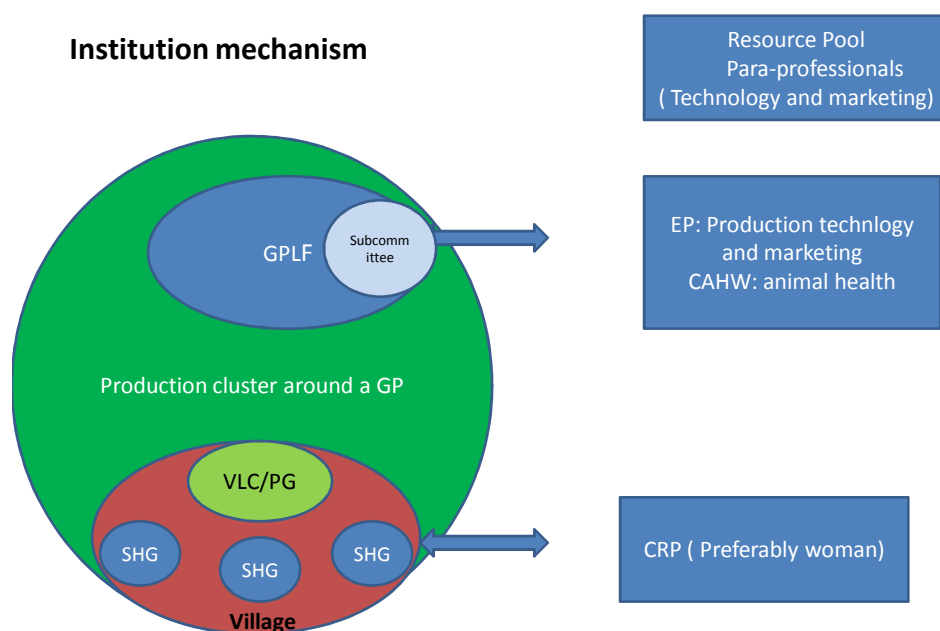 Institution mechanism
Resource Pool
Para-professionals
( Technology and marketing)
GPLF
Subcomm
ittee
EP: Production technlogy
and marketing
CAHW: animal health
Production cluster around a GP
VLC/PG
SHG
SHG
SHG
Village
CRP ( Preferably woman)